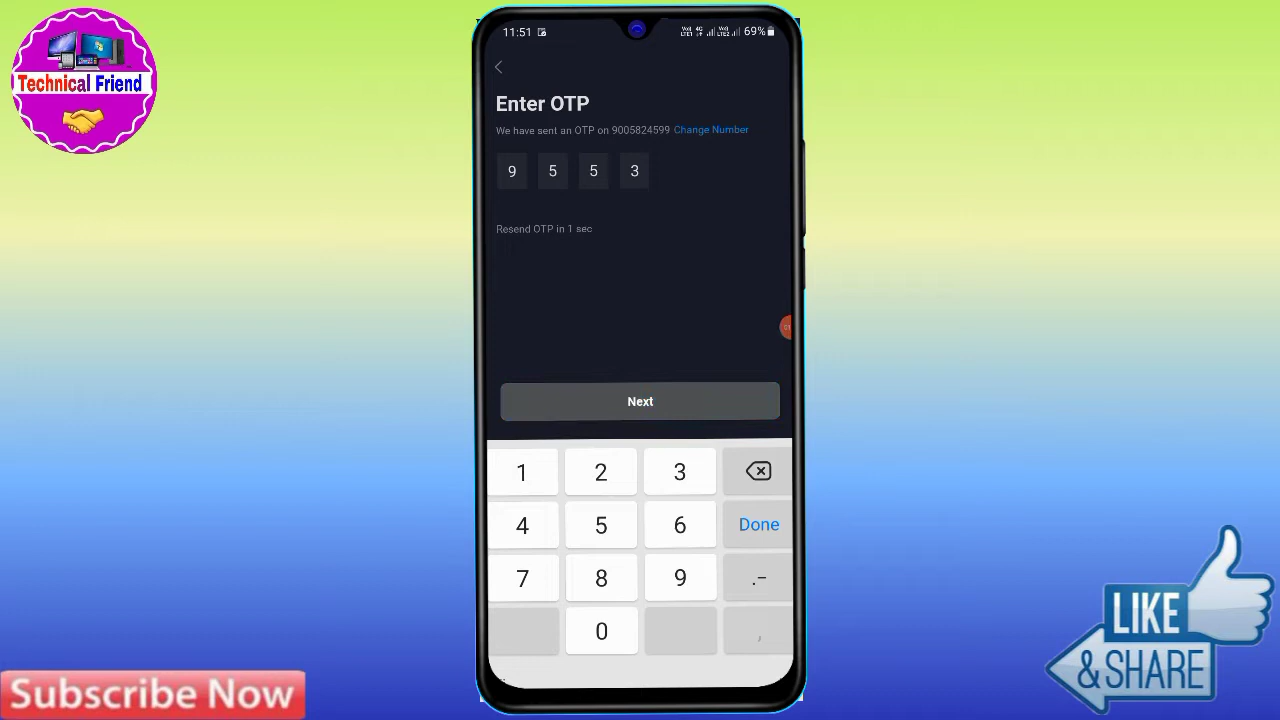 Technical Friend
11:51
69%
Enter OTP
We have sent an OTP on 9005824599 Change Number
9 5 5 3
Resend OTP in 1 sec
Next
1 2 3
4 5 6 Done
7 8 9 .-
0 ,
Subscribe Now
LIKE
& SHARE